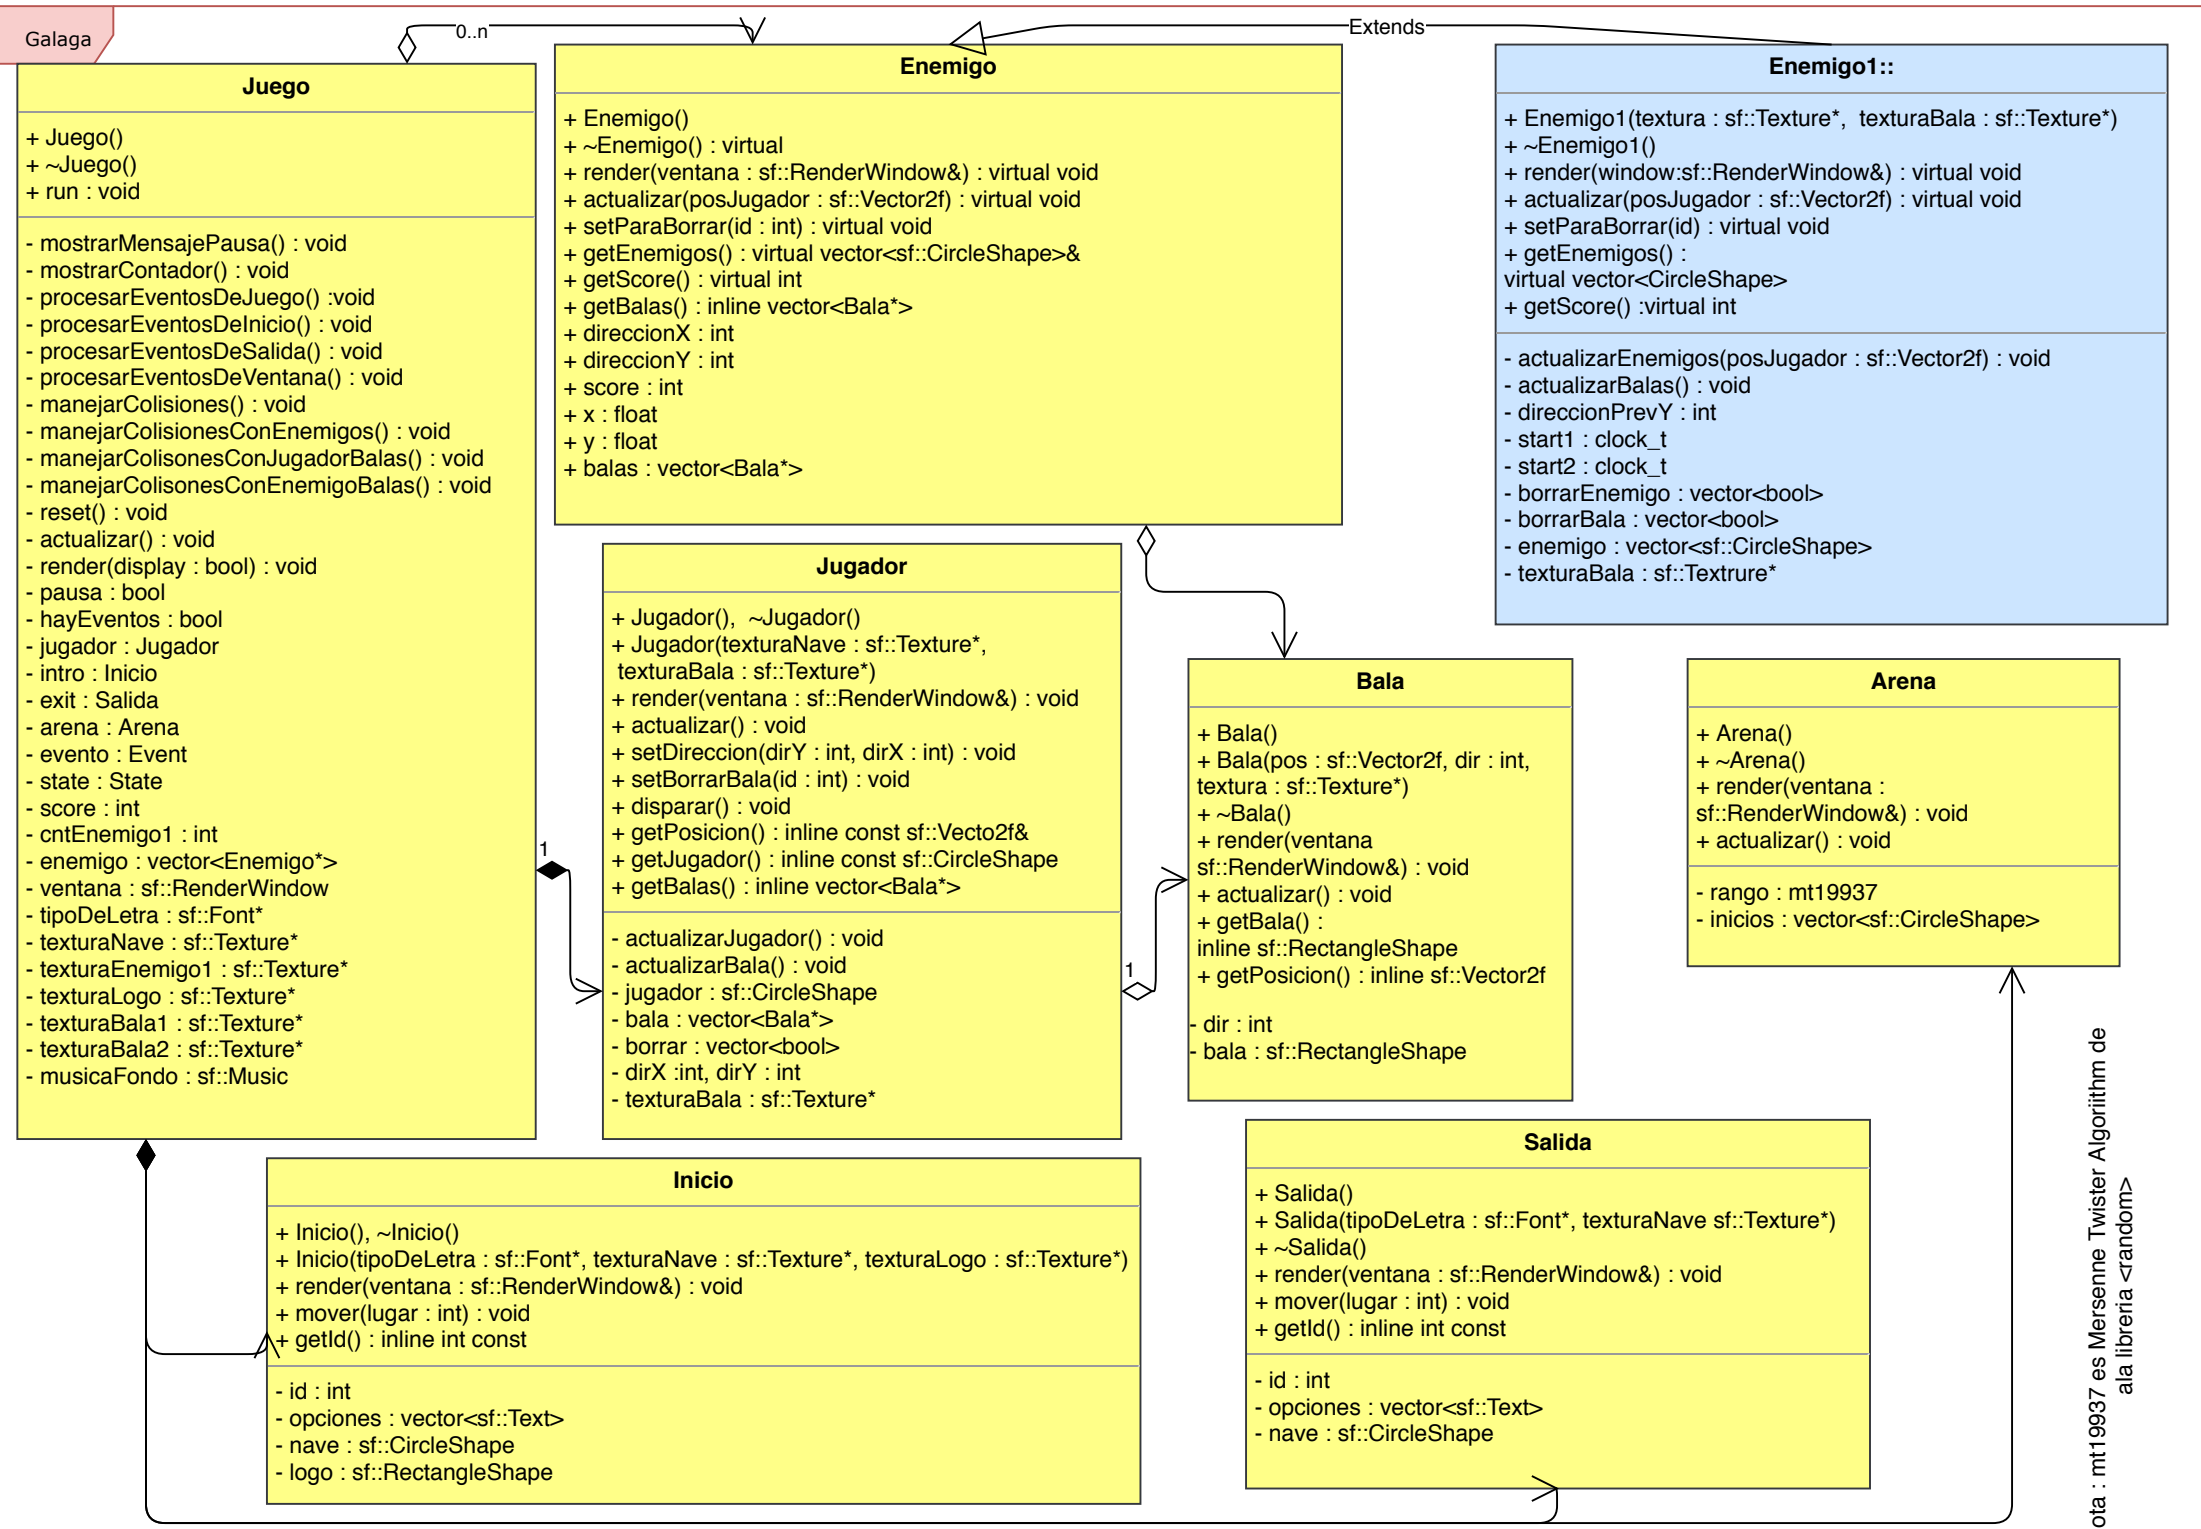 Galaga
0..n
Extends
Juego
+ Juego()
+ ~Juego()
+ run : void
- mostrarMensajePausa() : void
- mostrarContador() : void
- procesarEventosDeJuego() :void
- procesarEventosDeInicio() : void
- procesarEventosDeSalida() : void
- procesarEventosDeVentana() : void
- manejarColisiones() : void
- manejarColisionesConEnemigos() : void
- manejarColisonesConJugadorBalas() : void
- manejarColisonesConEnemigoBalas() : void
- reset() : void
- actualizar() : void
- render(display : bool) : void
- pausa : bool
- hayEventos : bool
- jugador : Jugador
- intro : Inicio
- exit : Salida
- arena : Arena
- evento : Event
- state : State
- score : int
- cntEnemigo1 : int
- enemigo : vector<Enemigo*>
- ventana : sf::RenderWindow
- tipoDeLetra : sf::Font*
- texturaNave : sf::Texture*
- texturaEnemigo1 : sf::Texture*
- texturaLogo : sf::Texture*
- texturaBala1 : sf::Texture*
- texturaBala2 : sf::Texture*
- musicaFondo : sf::Music
Enemigo
+ Enemigo()
+ ~Enemigo() : virtual
+ render(ventana : sf::RenderWindow&) : virtual void
+ actualizar(posJugador : sf::Vector2f) : virtual void
+ setParaBorrar(id : int) : virtual void
+ getEnemigos() : virtual vector<sf::CircleShape>&
+ getScore() : virtual int
+ getBalas() : inline vector<Bala*>
+ direccionX : int
+ direccionY : int
+ score : int
+ x : float
+ y : float
+ balas : vector<Bala*>
Enemigo1::
+ Enemigo1(textura : sf::Texture*,  texturaBala : sf::Texture*)
+ ~Enemigo1()
+ render(window:sf::RenderWindow&) : virtual void
+ actualizar(posJugador : sf::Vector2f) : virtual void
+ setParaBorrar(id) : virtual void
+ getEnemigos() :
virtual vector<CircleShape>
+ getScore() :virtual int
- actualizarEnemigos(posJugador : sf::Vector2f) : void
- actualizarBalas() : void
- direccionPrevY : int
- start1 : clock_t
- start2 : clock_t
- borrarEnemigo : vector<bool>
- borrarBala : vector<bool>
- enemigo : vector<sf::CircleShape>
- texturaBala : sf::Textrure*
1
Jugador
+ Jugador(),  ~Jugador()
+ Jugador(texturaNave : sf::Texture*,
texturaBala : sf::Texture*)
+ render(ventana : sf::RenderWindow&) : void
+ actualizar() : void
+ setDireccion(dirY : int, dirX : int) : void
+ setBorrarBala(id : int) : void
+ disparar() : void
+ getPosicion() : inline const sf::Vecto2f&
+ getJugador() : inline const sf::CircleShape
+ getBalas() : inline vector<Bala*>
- actualizarJugador() : void
- actualizarBala() : void
- jugador : sf::CircleShape
- bala : vector<Bala*>
- borrar : vector<bool>
- dirX :int, dirY : int
- texturaBala : sf::Texture*
1
Bala
+ Bala()
+ Bala(pos : sf::Vector2f, dir : int,
textura : sf::Texture*)
+ ~Bala()
+ render(ventana
sf::RenderWindow&) : void
+ actualizar() : void
+ getBala() :
inline sf::RectangleShape
+ getPosicion() : inline sf::Vector2f
- dir : int
- bala : sf::RectangleShape
Arena
+ Arena()
+ ~Arena()
+ render(ventana :
sf::RenderWindow&) : void
+ actualizar() : void
- rango : mt19937
- inicios : vector<sf::CircleShape>
Inicio
+ Inicio(), ~Inicio()
+ Inicio(tipoDeLetra : sf::Font*, texturaNave : sf::Texture*, texturaLogo : sf::Texture*)
+ render(ventana : sf::RenderWindow&) : void
+ mover(lugar : int) : void
+ getId() : inline int const
- id : int
- opciones : vector<sf::Text>
- nave : sf::CircleShape
- logo : sf::RectangleShape
Salida
+ Salida()
+ Salida(tipoDeLetra : sf::Font*, texturaNave sf::Texture*)
+ ~Salida()
+ render(ventana : sf::RenderWindow&) : void
+ mover(lugar : int) : void
+ getId() : inline int const
- id : int
- opciones : vector<sf::Text>
- nave : sf::CircleShape
ota : mt19937 es Mersenne Twister Algoriithm de
ala libreria <random>